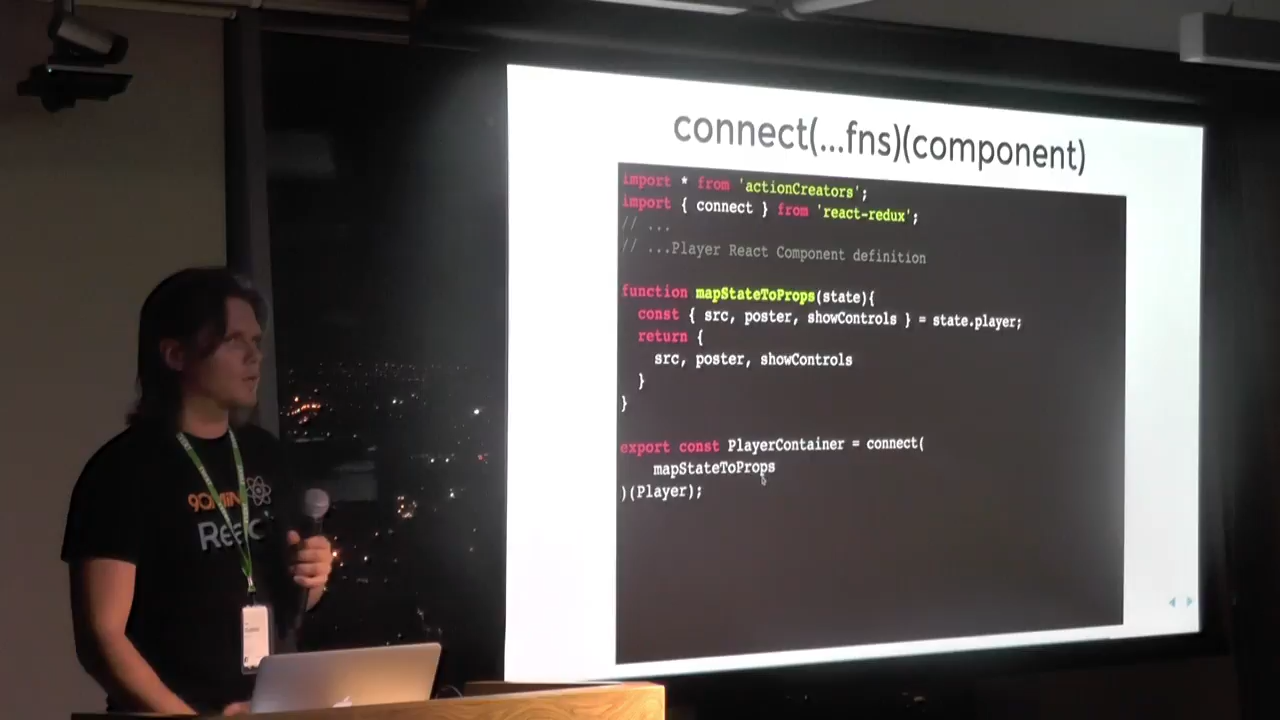 connect(...fns)(component)
import * from 'actionCreators';
import { connect } from 'react-redux';
// ...
// ...Player React Component definition
function mapStateToProps(state){
const { src, poster, showControls } = state.player;
return {
src, poster, showControls
}
}
export const PlayerContainer = connect(
mapStateToProps
)(Player);